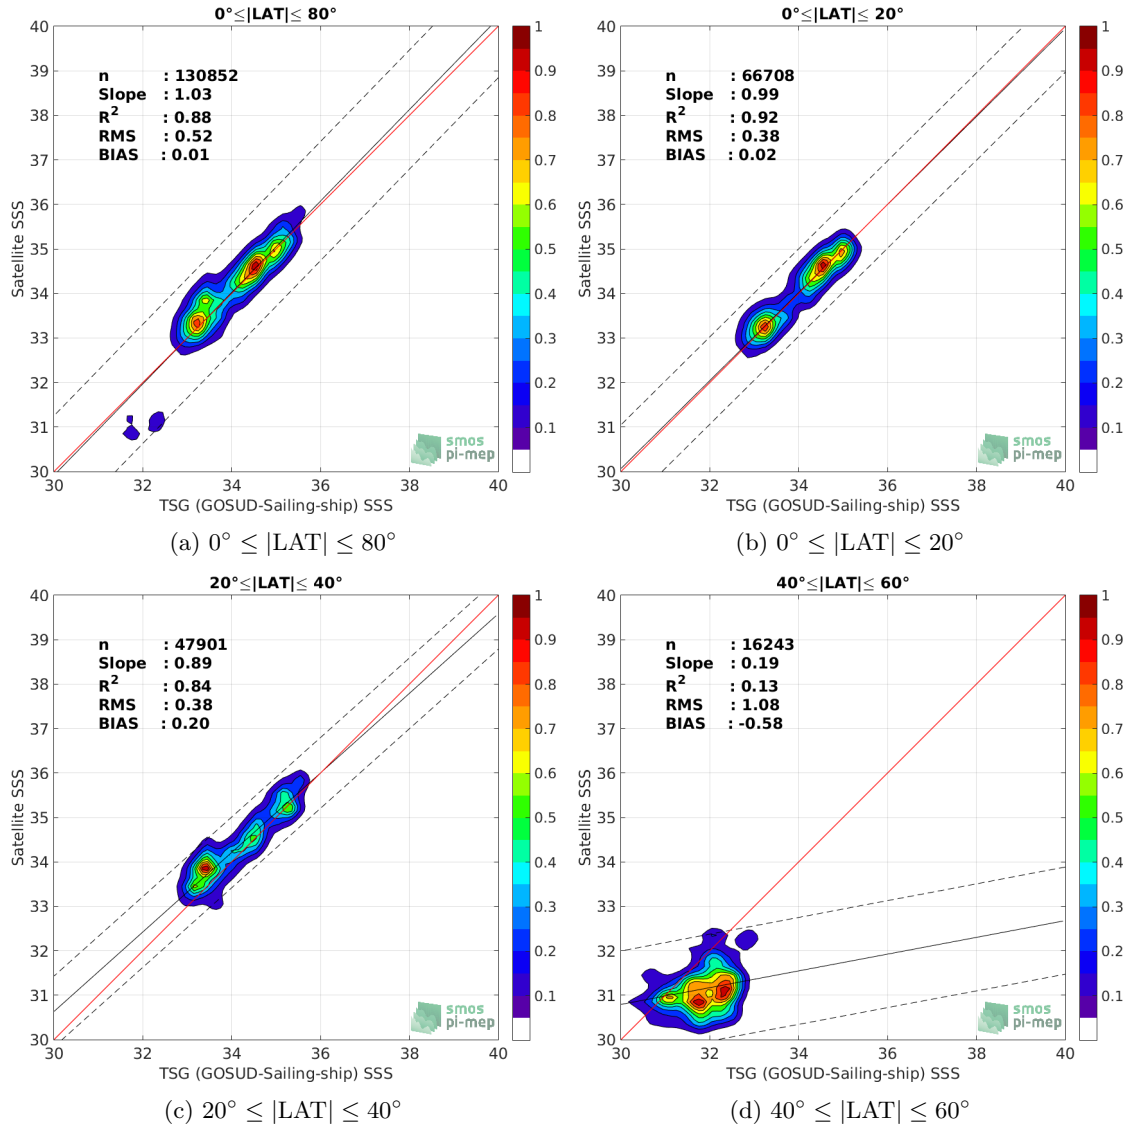 0°≤|LAT|≤ 80°
40
39
38
37
36
35
34
33
32
31
30
Satellite SSS
n : 130852
Slope : 1.03
R2 : 0.88
RMS : 0.52
BIAS : 0.01
smos
pi-mep
30 32 34 36 38 40
TSG (GOSUD-Sailing-ship) SSS
1
0.9
0.8
0.7
0.6
0.5
0.4
0.3
0.2
0.1
(a) 0° ≤ |LAT| ≤ 80°
0°≤|LAT|≤ 20°
40
39
38
37
36
35
34
33
32
31
30
Satellite SSS
n : 66708
Slope : 0.99
R2 : 0.92
RMS : 0.38
BIAS : 0.02
smos
pi-mep
30 32 34 36 38 40
TSG (GOSUD-Sailing-ship) SSS
1
0.9
0.8
0.7
0.6
0.5
0.4
0.3
0.2
0.1
(b) 0° ≤ |LAT| ≤ 20°
20°≤|LAT|≤ 40°
40
39
38
37
36
35
34
33
32
31
30
Satellite SSS
n : 47901
Slope : 0.89
R2 : 0.84
RMS : 0.38
BIAS : 0.20
smos
pi-mep
30 32 34 36 38 40
TSG (GOSUD-Sailing-ship) SSS
1
0.9
0.8
0.7
0.6
0.5
0.4
0.3
0.2
0.1
(c) 20° ≤ |LAT| ≤ 40°
40°≤|LAT|≤ 60°
40
39
38
37
36
35
34
33
32
31
30
Satellite SSS
n : 16243
Slope : 0.19
R2 : 0.13
RMS : 1.08
BIAS : -0.58
smos
pi-mep
30 32 34 36 38 40
TSG (GOSUD-Sailing-ship) SSS
1
0.9
0.8
0.7
0.6
0.5
0.4
0.3
0.2
0.1
(d) 40° ≤ |LAT| ≤ 60°